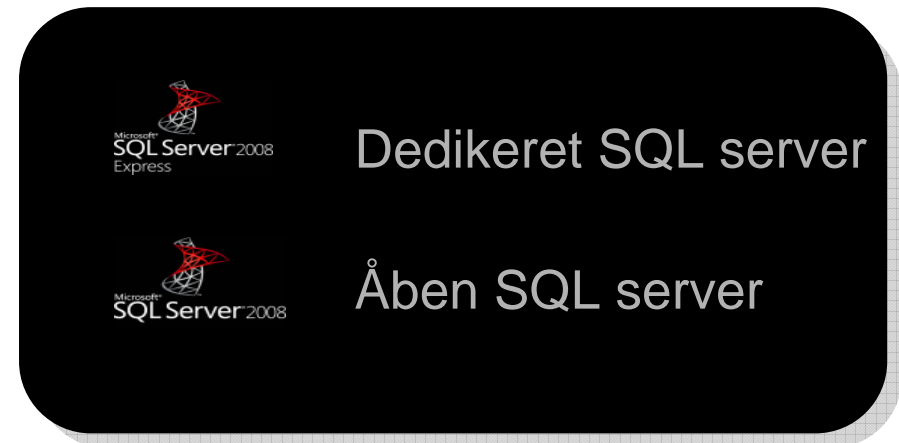 Microsoft®
SQL Server 2008
Express
Dedikeret SQL server
Microsoft®
SQL Server 2008
Åben SQL server